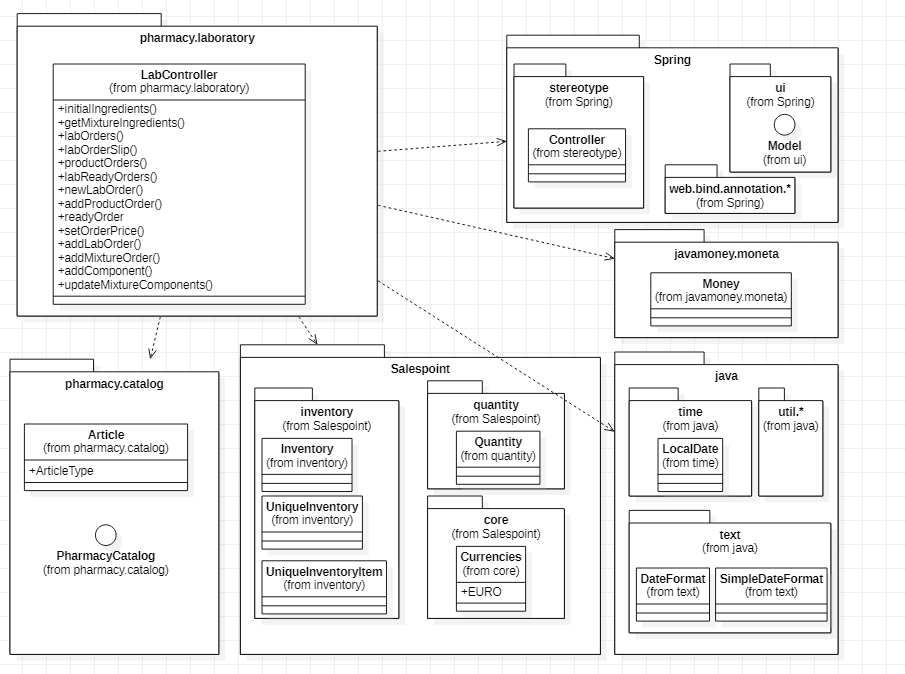 pharmacy.laboratory
LabController
(from pharmacy.laboratory)
+initialIngredients()
+getMixtureIngredients()
+labOrders()
+labOrderSlip()
+productOrders()
+labReadyOrders()
+newLabOrder()
+addProductOrder()
+readyOrder
+setOrderPrice()
+addLabOrder()
+addMixtureOrder()
+addComponent()
+updateMixtureComponents()
Spring
stereotype
(from Spring)
Controller
(from stereotype)
ui
(from Spring)
Model
(from ui)
web.bind.annotation.*
(from Spring)
javamoney.moneta
Money
(from javamoney.moneta)
pharmacy.catalog
Article
(from pharmacy.catalog)
+ArticleType
PharmacyCatalog
(from pharmacy.catalog)
Salespoint
inventory
(from Salespoint)
Inventory
(from inventory)
UniqueInventory
(from inventory)
UniqueInventoryItem
(from inventory)
quantity
(from Salespoint)
Quantity
(from quantity)
core
(from Salespoint)
Currencies
(from core)
+EURO
java
time
(from java)
LocalDate
(from time)
util.*
(from java)
text
(from java)
DateFormat
(from text)
SimpleDateFormat
(from text)